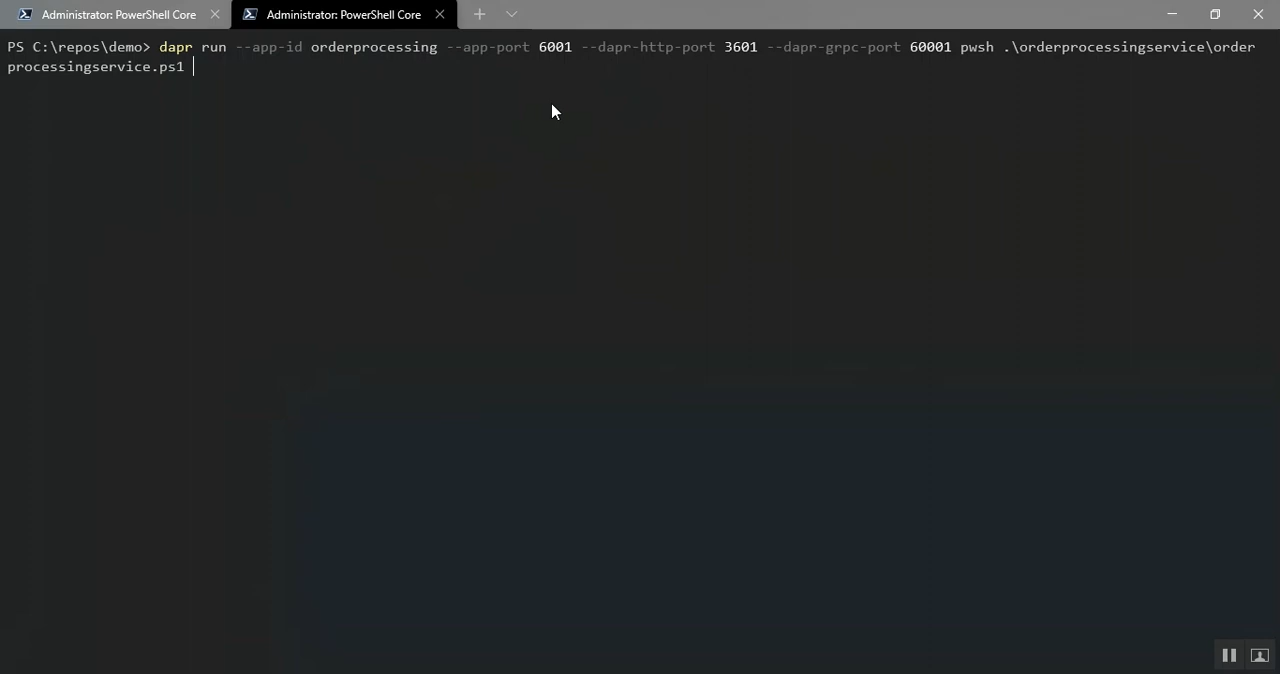 Administrator: PowerShell Core
Administrator: PowerShell Core
PS C:\repos\demo> dapr run --app-id orderprocessing --app-port 6001 --dapr-http-port 3601 --dapr-grpc-port 60001 pwsh .\orderprocessingservice\order
processingservice.ps1